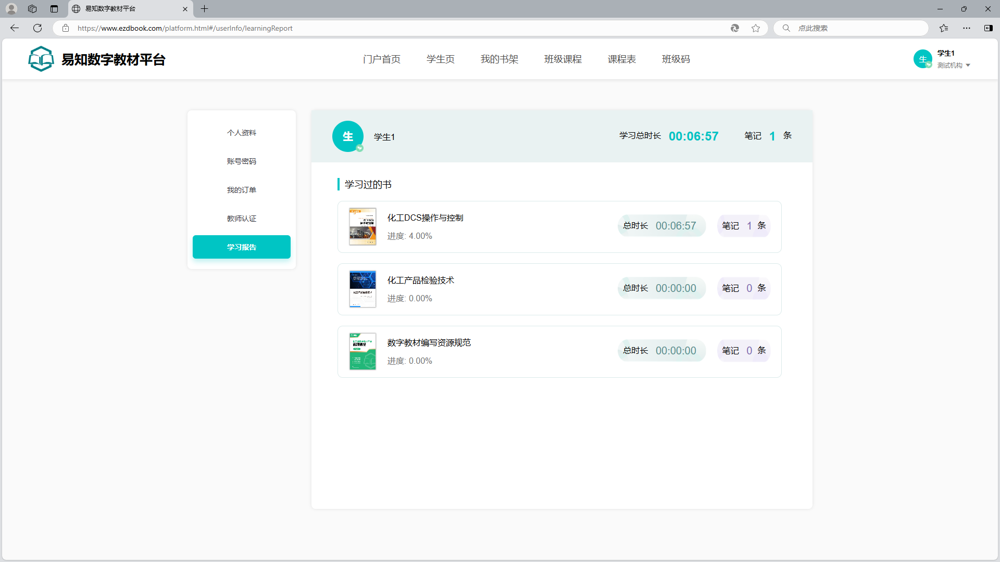 易知数字教材平台
https://www.ezdbook.com/platform.html#/userInfo/learningReport
点此搜索
易知数字教材平台
门户首页
学生页
我的书架
班级课程
课程表
班级码
生
学生1
测试机构
个人资料
账号密码
我的订单
教师认证
学习报告
生
学生1
学习总时长 00:06:57
笔记 1 条
学习过的书
化工DCS操作与控制
进度: 4.00%
总时长 00:06:57
笔记 1 条
化工产品检验技术
进度: 0.00%
总时长 00:00:00
笔记 0 条
数字教材编写资源规范
进度: 0.00%
总时长 00:00:00
笔记 0 条